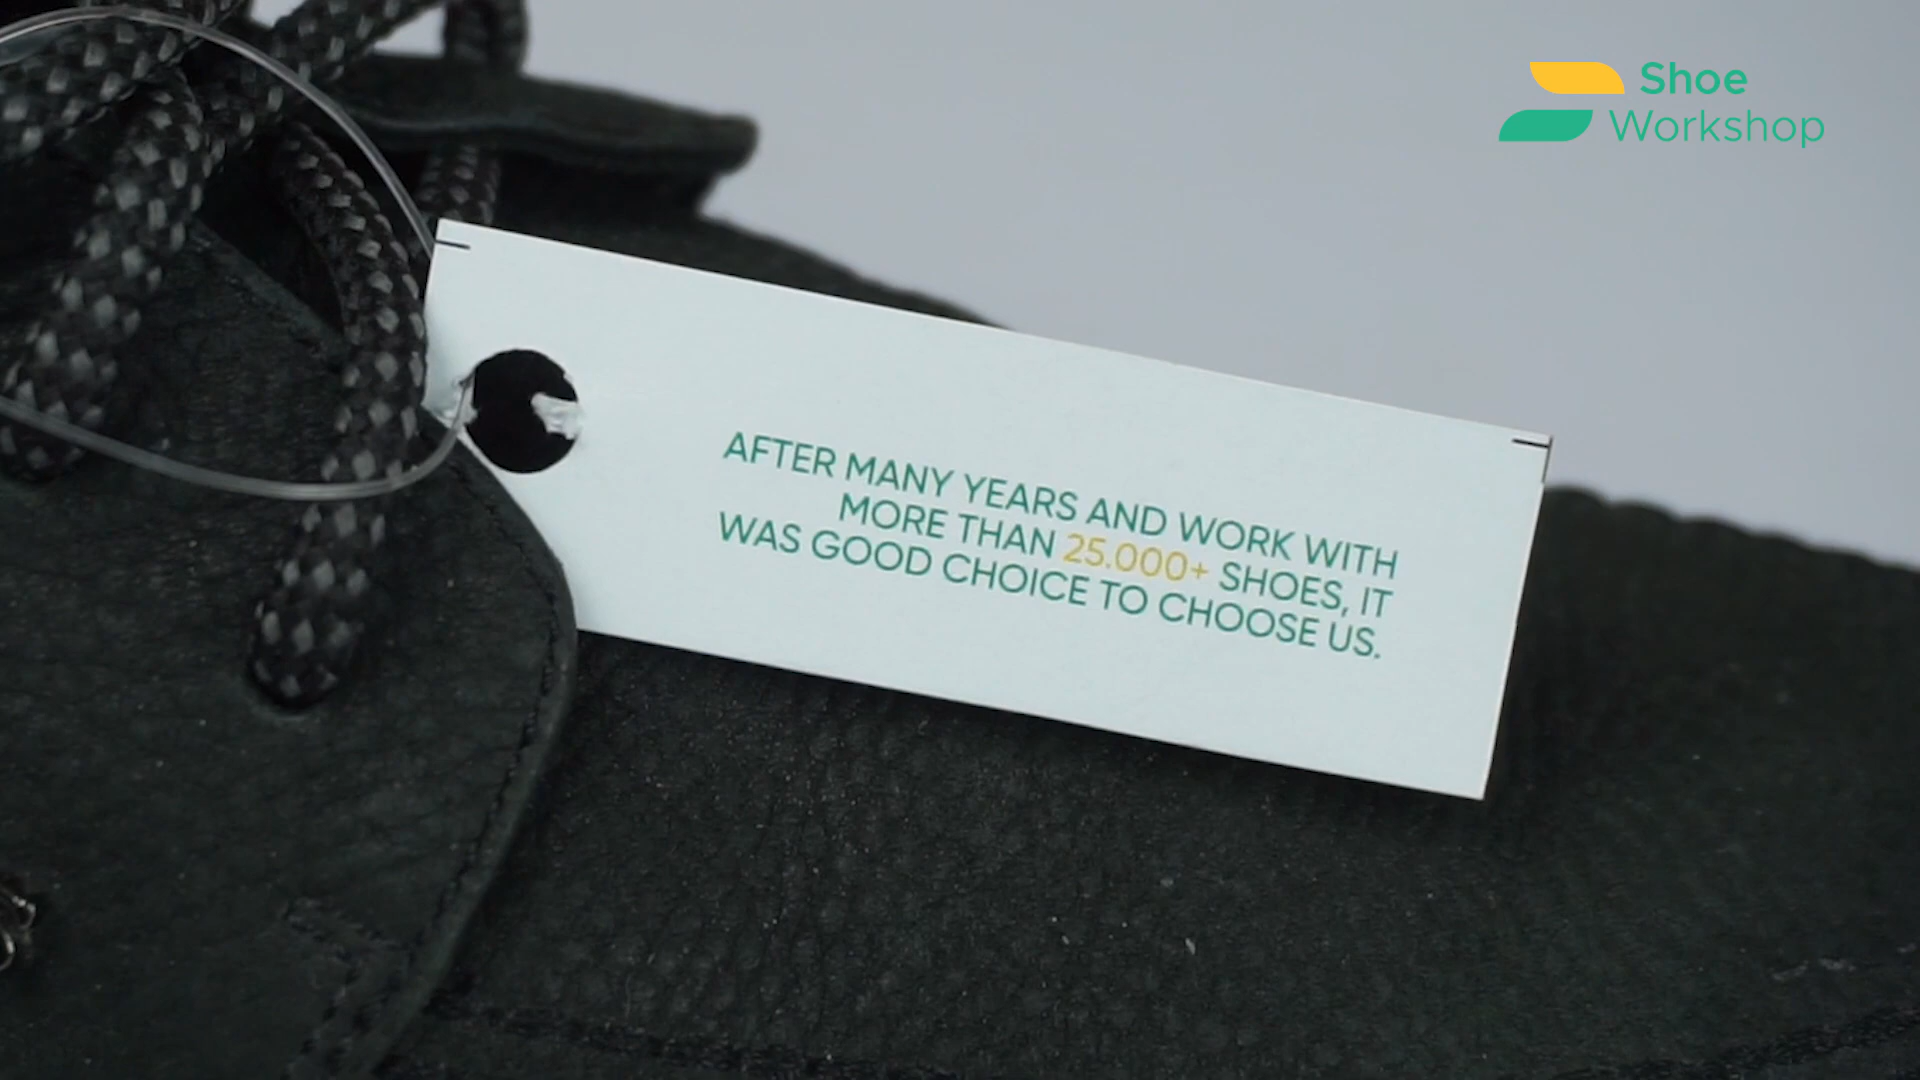 Shoe
Workshop
AFTER MANY YEARS AND WORK WITH
MORE THAN 25.000+ SHOES, IT
WAS GOOD CHOICE TO CHOOSE US.